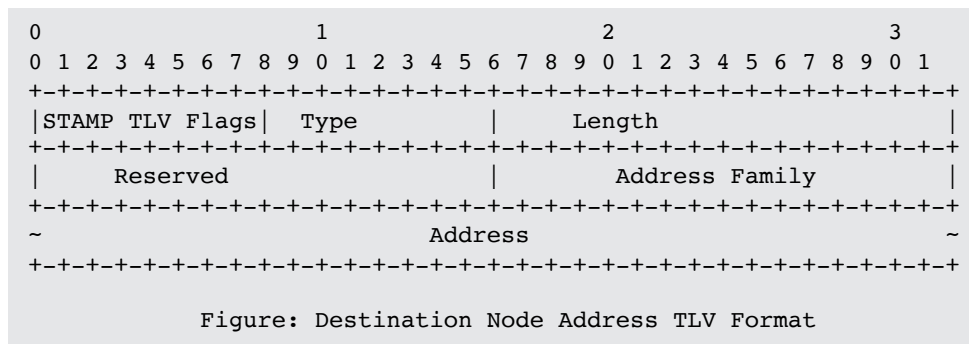 0                   1                   2                   3
0 1 2 3 4 5 6 7 8 9 0 1 2 3 4 5 6 7 8 9 0 1 2 3 4 5 6 7 8 9 0 1
+-+-+-+-+-+-+-+-+-+-+-+-+-+-+-+-+-+-+-+-+-+-+-+-+-+-+-+-+-+-+-+-+
|STAMP TLV Flags|  Type         |     Length                    |
+-+-+-+-+-+-+-+-+-+-+-+-+-+-+-+-+-+-+-+-+-+-+-+-+-+-+-+-+-+-+-+-+
|     Reserved                  |        Address Family         |
+-+-+-+-+-+-+-+-+-+-+-+-+-+-+-+-+-+-+-+-+-+-+-+-+-+-+-+-+-+-+-+-+
~                           Address                             ~
+-+-+-+-+-+-+-+-+-+-+-+-+-+-+-+-+-+-+-+-+-+-+-+-+-+-+-+-+-+-+-+-+
Figure: Destination Node Address TLV Format